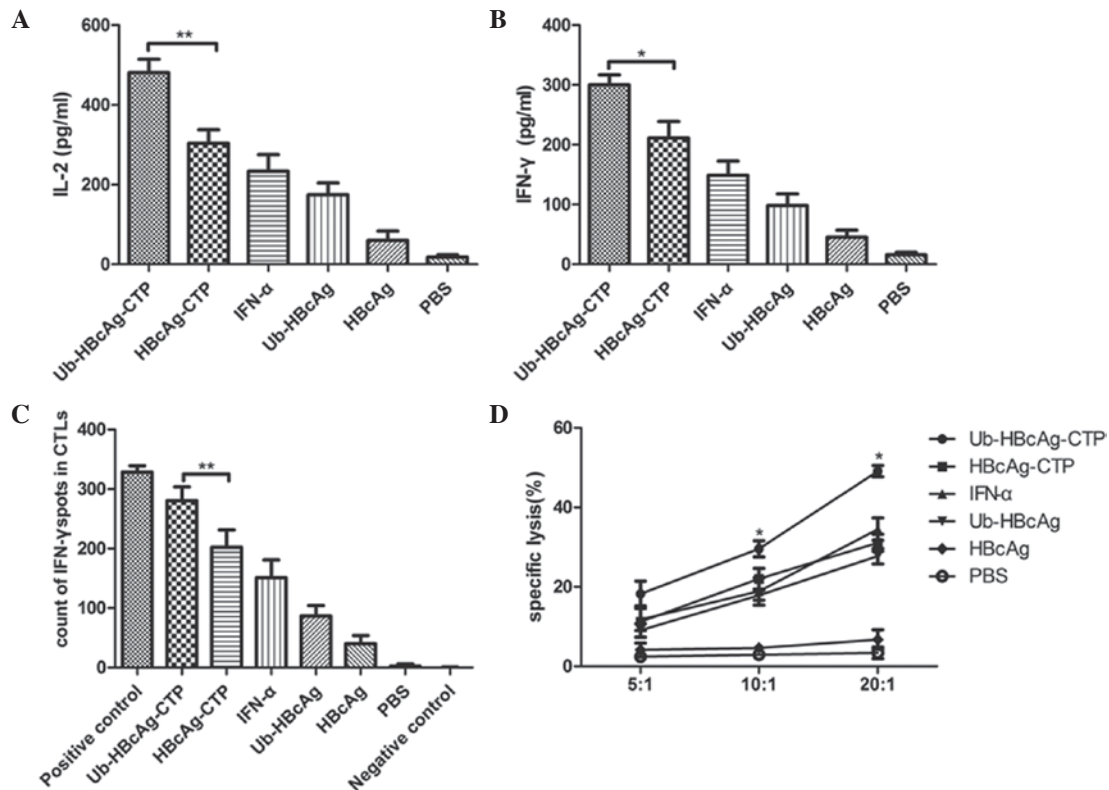 A
600
400
200
0
IL-2 (pg/ml)
**
Ub-HBcAg-CTP
HBcAg-CTP
IFN-α
Ub-HBcAg
HBcAg
PBS
B
400
300
200
100
0
IFN-γ (pg/ml)
*
Ub-HBcAg-CTP
HBcAg-CTP
IFN-α
Ub-HBcAg
HBcAg
PBS
C
400
300
200
100
0
count of IFN-γspots in CTLs
**
Positive control
Ub-HBcAg-CTP
HBcAg-CTP
IFN-α
Ub-HBcAg
HBcAg
PBS
Negative control
D
60
40
20
0
specific lysis(%)
*
*
5:1
10:1
20:1
Ub-HBcAg-CTP
HBcAg-CTP
IFN-α
Ub-HBcAg
HBcAg
PBS